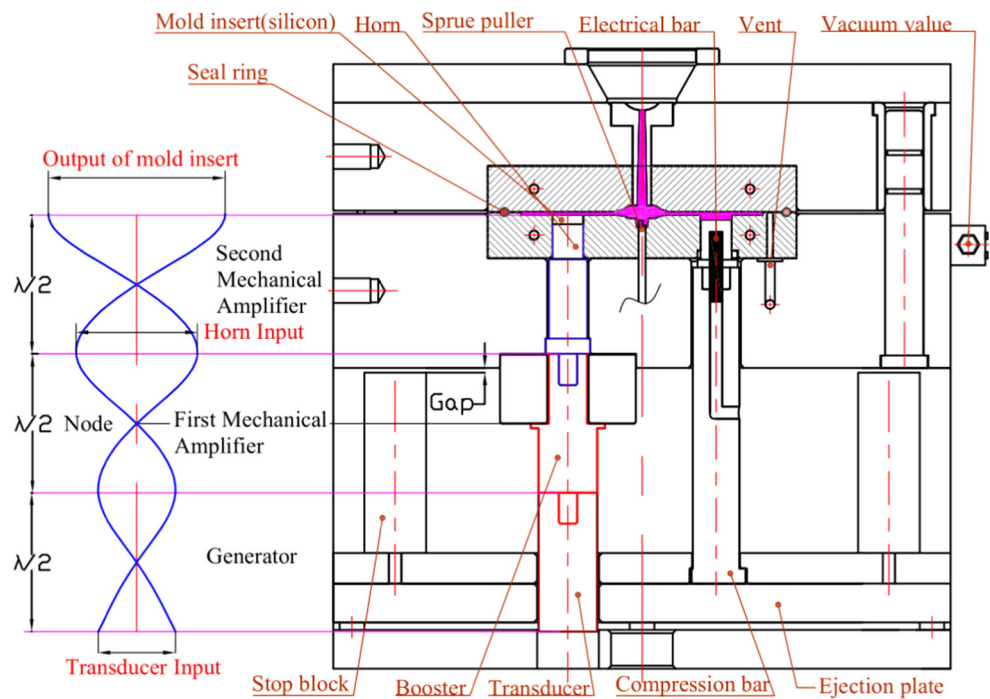 Mold insert(silicon)
Horn
Sprue puller
Electrical bar
Vent
Vacuum value
Seal ring
Output of mold insert
λ/2
Second
Mechanical
Amplifier
Horn Input
λ/2
Node
First Mechanical
Amplifier
Gap
λ/2
Generator
Transducer Input
Stop block
Booster
Transducer
Compression bar
Ejection plate